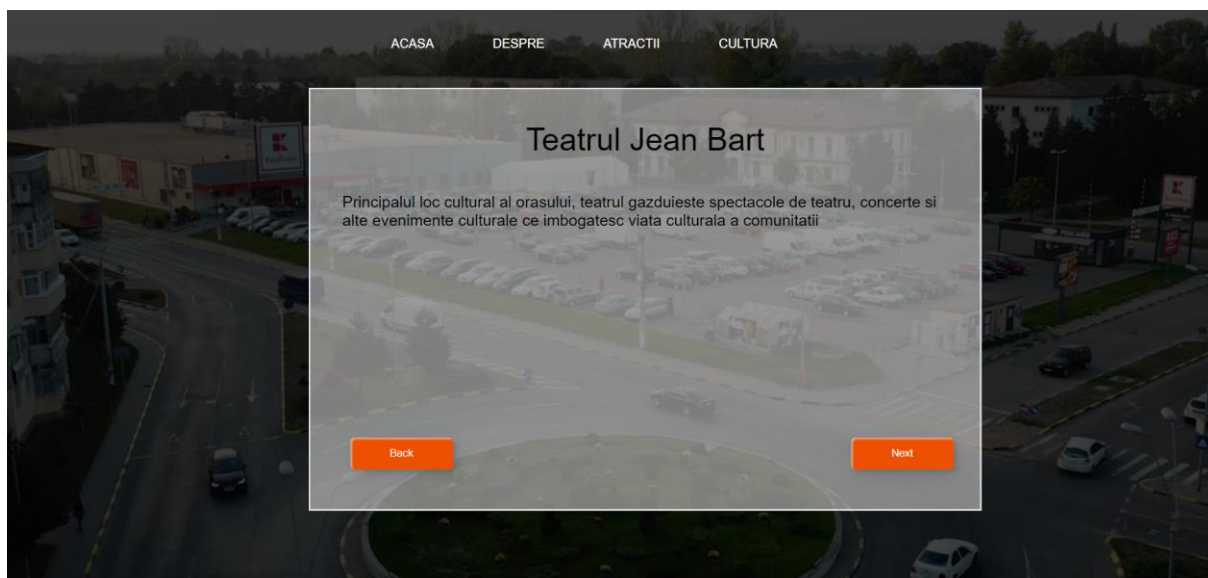 ACASA DESPRE ATRACTII CULTURA
Teatrul Jean Bart
Principalul loc cultural al orasului, teatrul gazduieste spectacole de teatru, concerte si
alte evenimente culturale ce imbogatesc viata culturala a comunitatii
Back Next